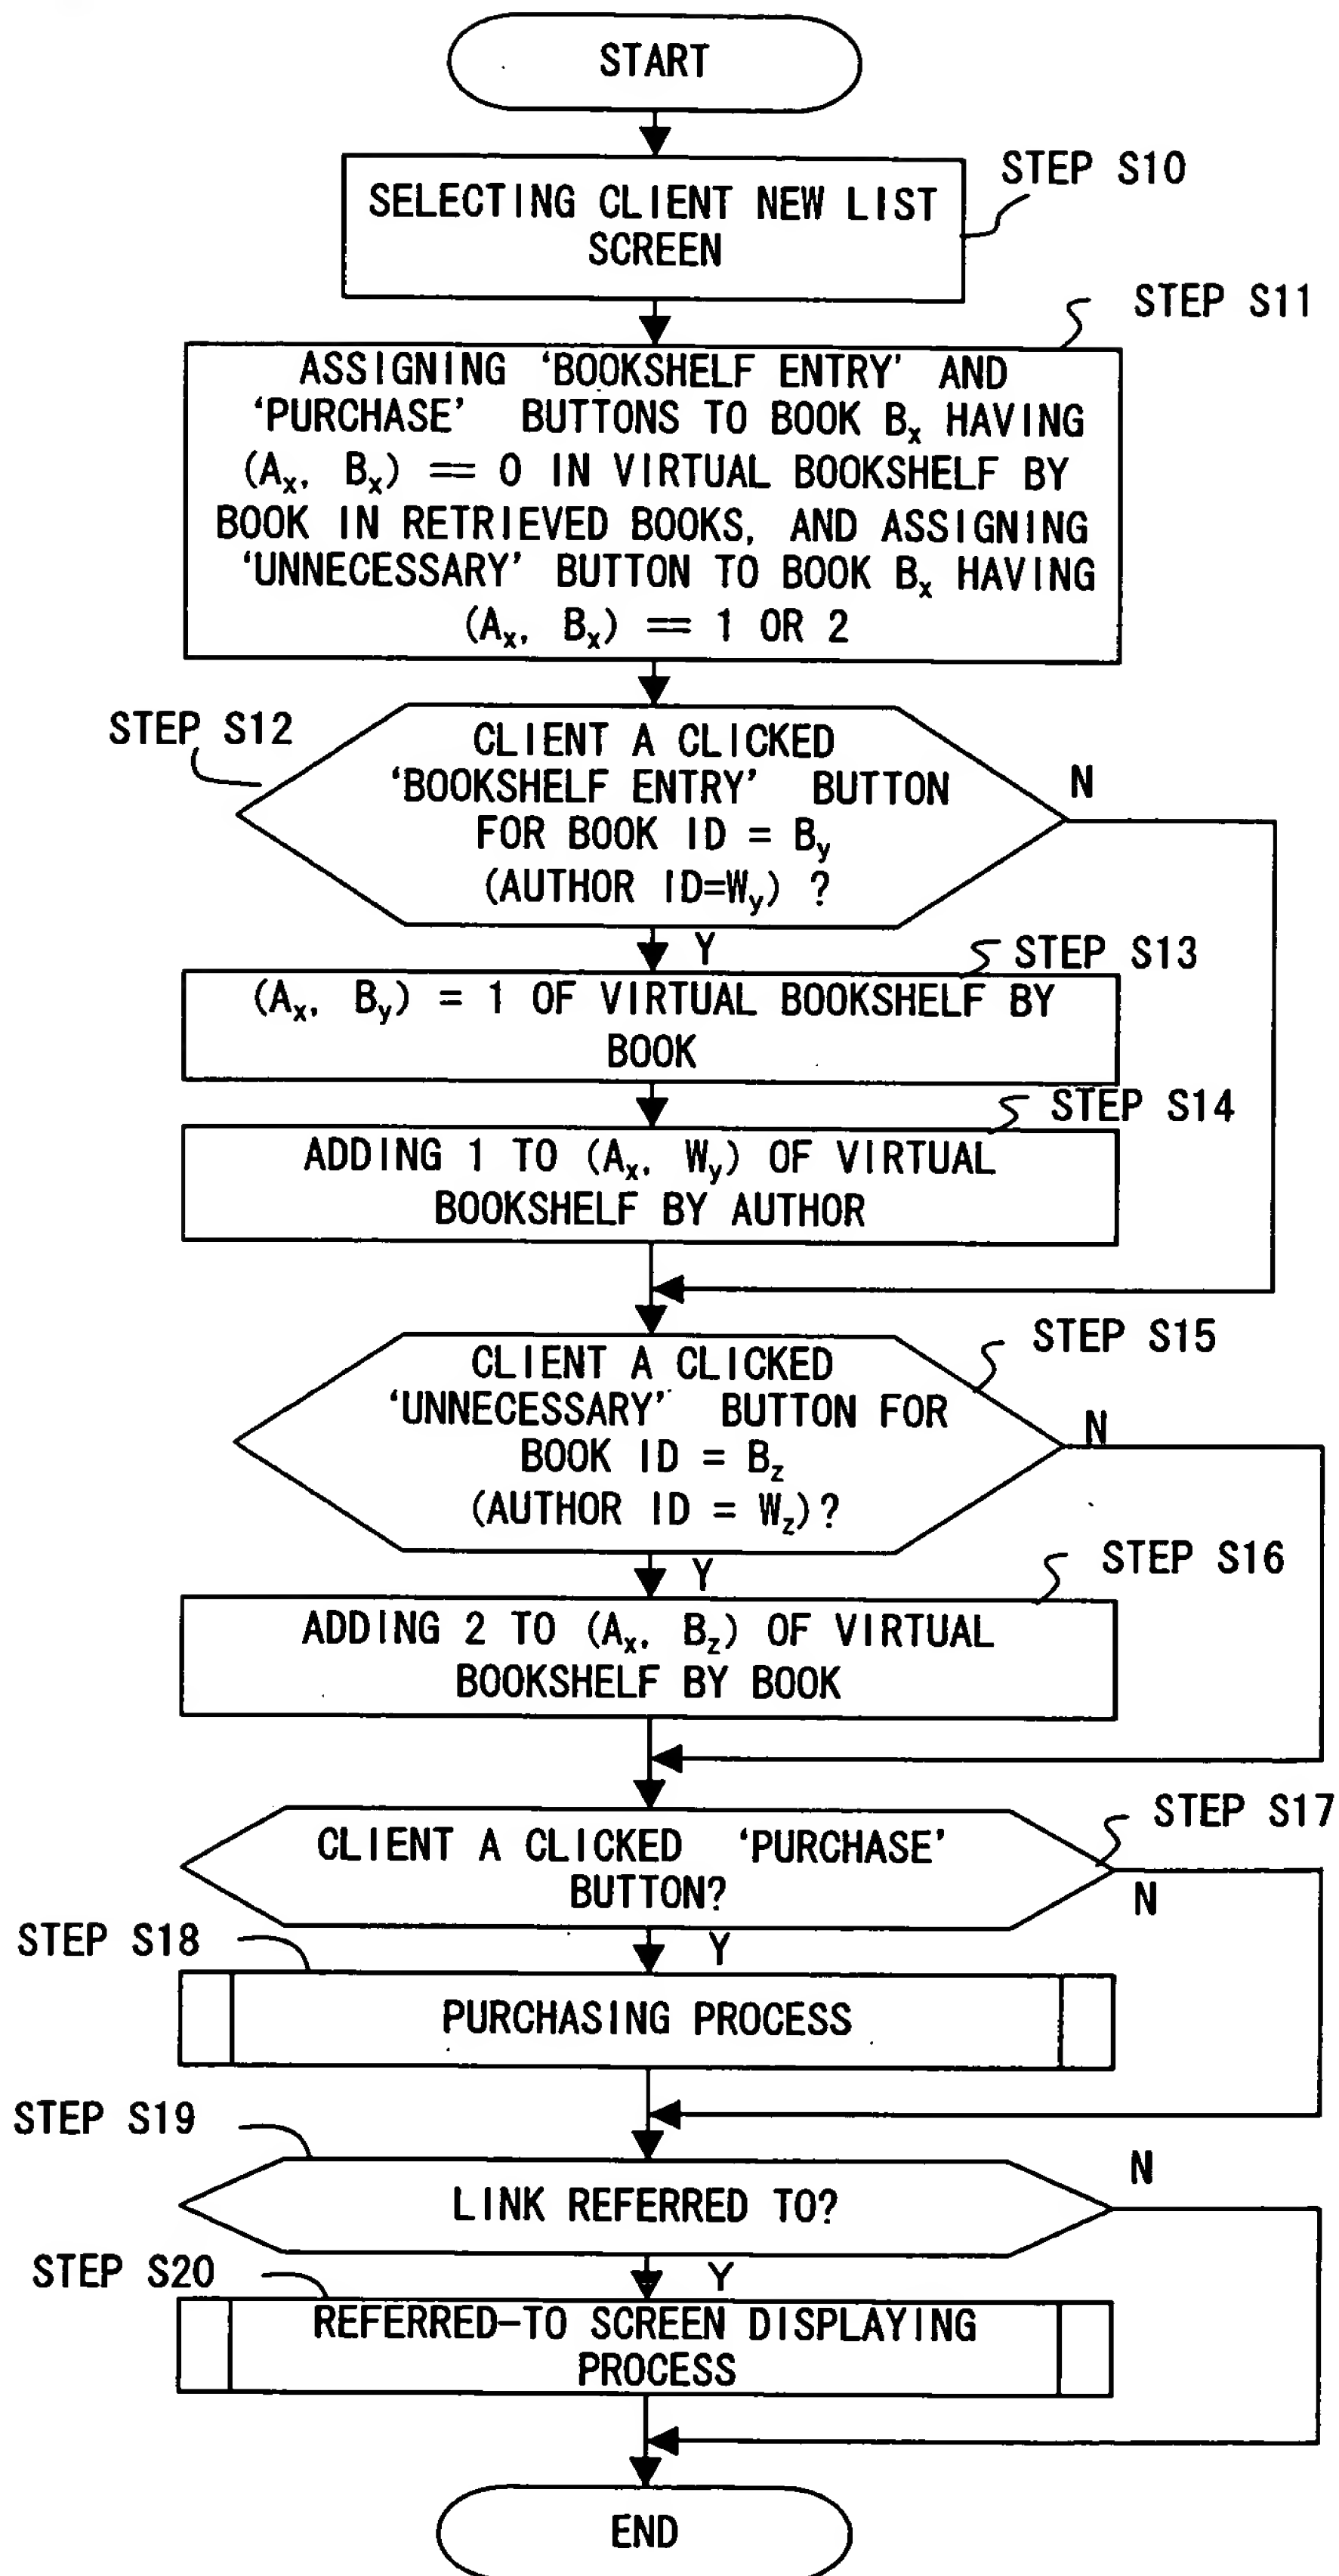 START
STEP S10
SELECTING CLIENT NEW LIST
SCREEN
STEP S11
ASSIGNING ‘BOOKSHELF ENTRY’ AND
‘PURCHASE’ BUTTONS TO BOOK Bx HAVING
(Ax, Bx) == 0 IN VIRTUAL BOOKSHELF BY
BOOK IN RETRIEVED BOOKS, AND ASSIGNING
‘UNNECESSARY’ BUTTON TO BOOK Bx HAVING
(Ax, Bx) == 1 OR 2
STEP S12
CLIENT A CLICKED
‘BOOKSHELF ENTRY’ BUTTON
FOR BOOK ID = By
(AUTHOR ID=Wy) ?
N
Y
STEP S13
(Ax, By) = 1 OF VIRTUAL BOOKSHELF BY
BOOK
STEP S14
ADDING 1 TO (Ax, Wy) OF VIRTUAL
BOOKSHELF BY AUTHOR
STEP S15
CLIENT A CLICKED
‘UNNECESSARY’ BUTTON FOR
BOOK ID = Bz
(AUTHOR ID = Wz)?
N
Y
STEP S16
ADDING 2 TO (Ax, Bz) OF VIRTUAL
BOOKSHELF BY BOOK
STEP S17
CLIENT A CLICKED ‘PURCHASE’
BUTTON?
N
Y
STEP S18
PURCHASING PROCESS
STEP S19
LINK REFERRED TO?
N
Y
STEP S20
REFERRED-TO SCREEN DISPLAYING
PROCESS
END